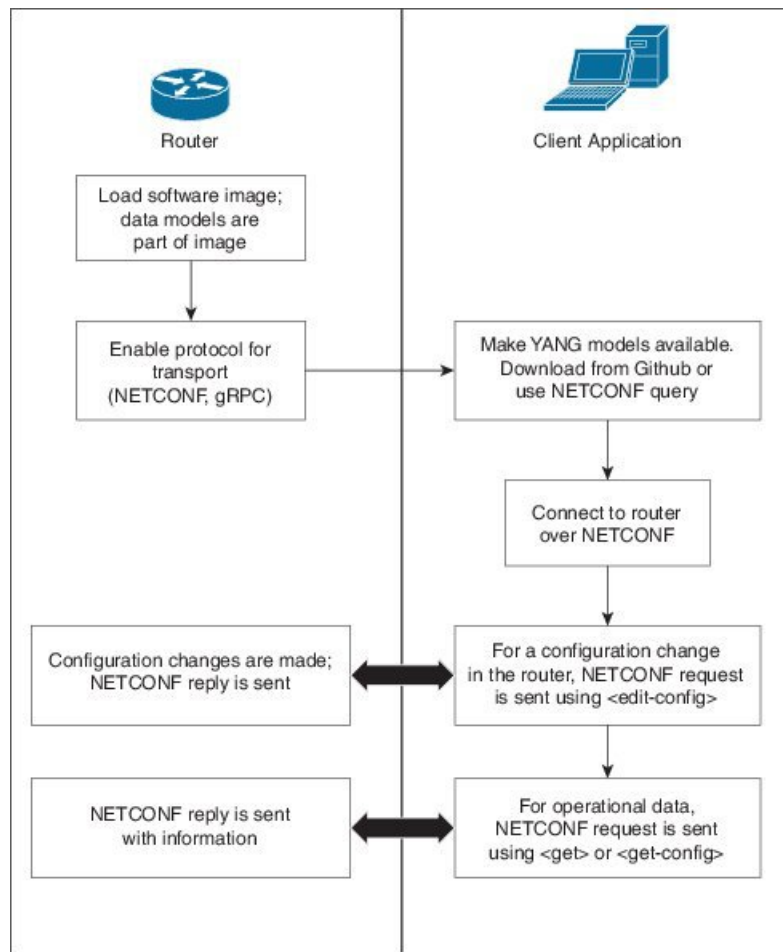 Router
Client Application
Load software image;
data models are
part of image
Enable protocol for
transport
(NETCONF, gRPC)
Make YANG models available.
Download from Github or
use NETCONF query
Connect to router
over NETCONF
Configuration changes are made;
NETCONF reply is sent
For a configuration change
in the router, NETCONF request
is sent using <edit-config>
NETCONF reply is sent
with information
For operational data,
NETCONF request is sent
using <get> or <get-config>